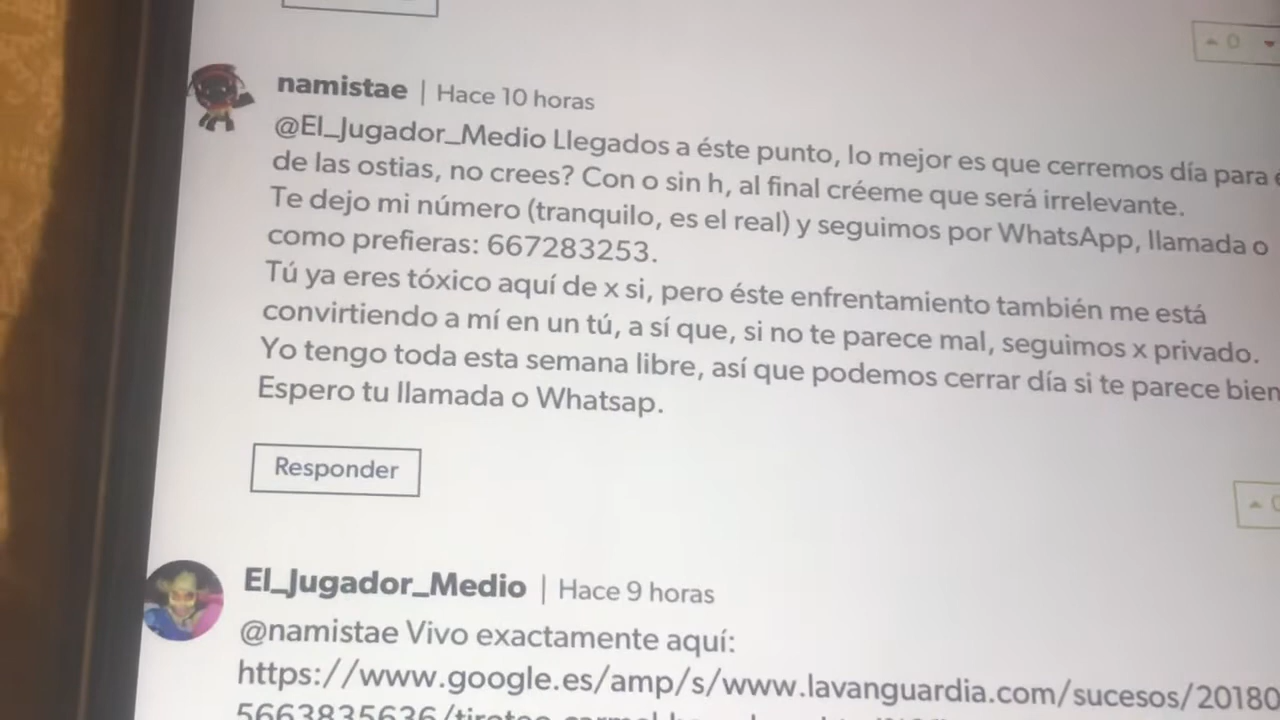 0
namistae | Hace 10 horas
@El_Jugador_Medio Llegados a éste punto, lo mejor es que cerremos día para
de las ostias, no crees? Con o sin h, al final créeme que será irrelevante.
Te dejo mi número (tranquilo, es el real) y seguimos por WhatsApp, llamada o
como prefieras: 667283253.
Tú ya eres tóxico aquí de x si, pero éste enfrentamiento también me está
convirtiendo a mí en un tú, a sí que, si no te parece mal, seguimos x privado.
Yo tengo toda esta semana libre, así que podemos cerrar día si te parece bien
Espero tu llamada o Whatsap.
Responder
El_Jugador_Medio | Hace 9 horas
@namistae Vivo exactamente aquí:
https://www.google.es/amp/s/www.lavanguardia.com/sucesos/20180